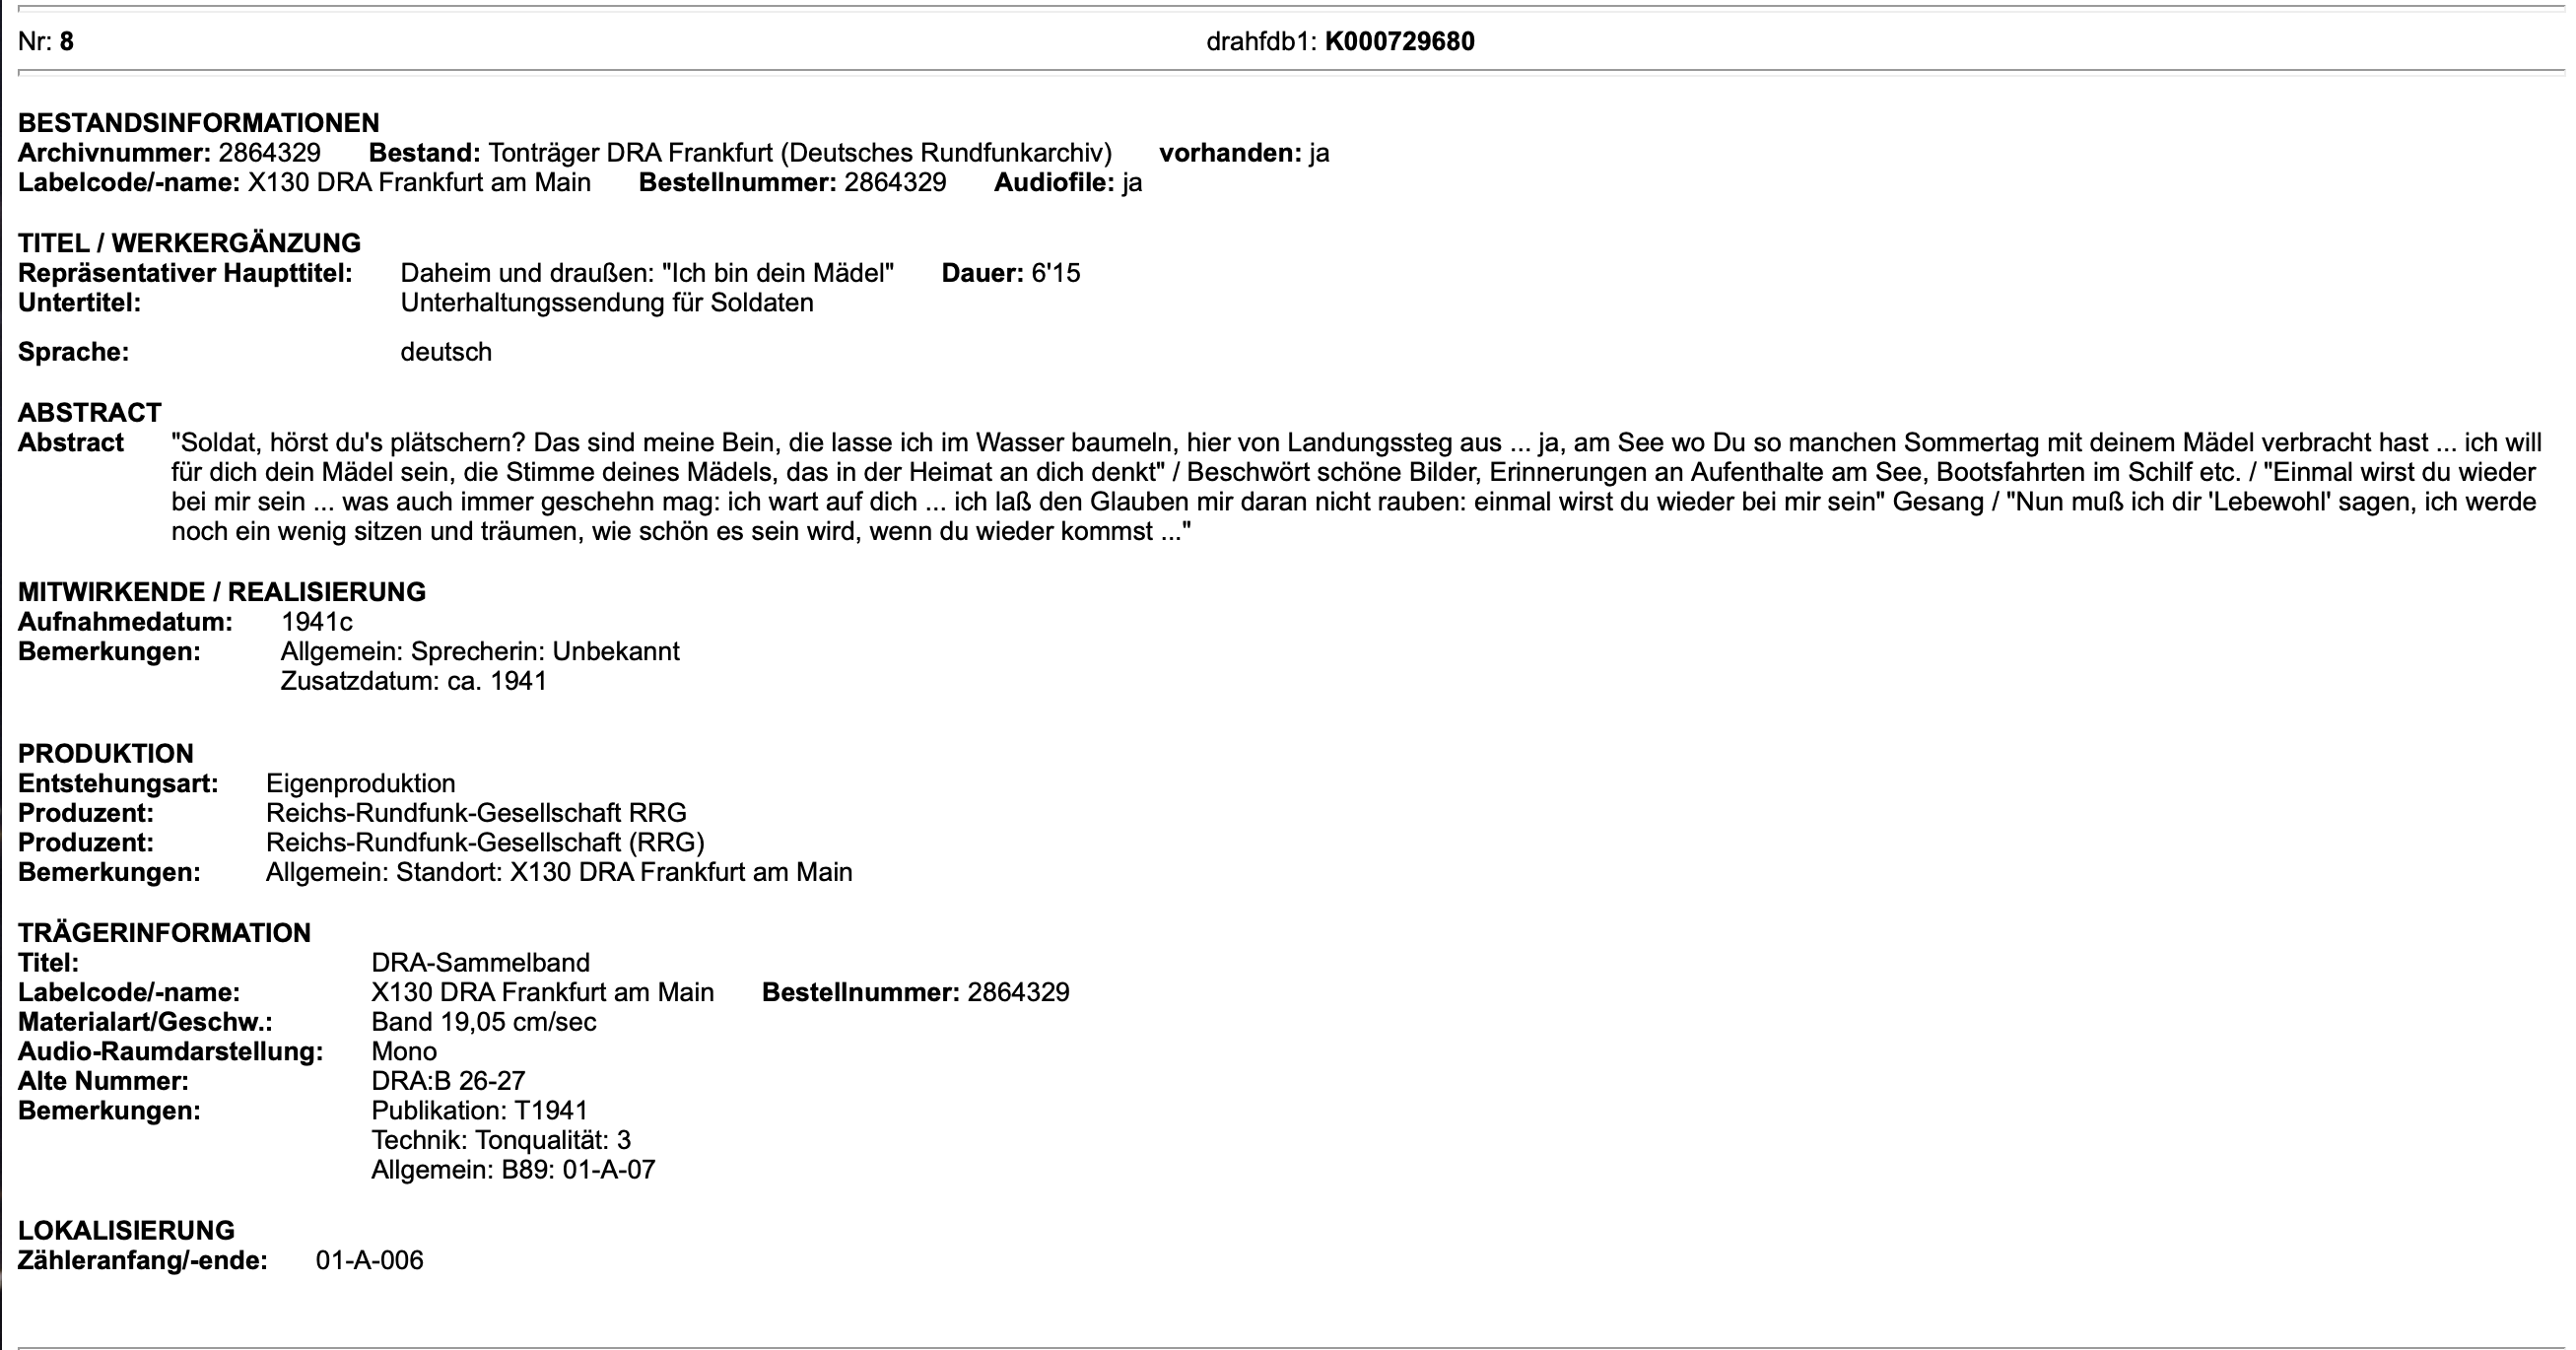 Nr: 8 drahfdb1: K000729680
BESTANDSINFORMATIONEN
Archivnummer: 2864329 Bestand: Tonträger DRA Frankfurt (Deutsches Rundfunkarchiv) vorhanden: ja
Labelcode/-name: X130 DRA Frankfurt am Main Bestellnummer: 2864329 Audiofile: ja
TITEL / WERKERGÄNZUNG
Repräsentativer Haupttitel: Daheim und draußen: "Ich bin dein Mädel" Dauer: 6'15
Untertitel: Unterhaltungssendung für Soldaten
Sprache: deutsch
ABSTRACT
Abstract "Soldat, hörst du's plätschern? Das sind meine Bein, die lasse ich im Wasser baumeln, hier von Landungssteg aus ... ja, am See wo Du so manchen Sommertag mit deinem Mädel verbracht hast ... ich will
für dich dein Mädel sein, die Stimme deines Mädels, das in der Heimat an dich denkt" / Beschwört schöne Bilder, Erinnerungen an Aufenthalte am See, Bootsfahrten im Schilf etc. / "Einmal wirst du wieder
bei mir sein ... was auch immer geschehn mag: ich wart auf dich ... ich laß den Glauben mir daran nicht rauben: einmal wirst du wieder bei mir sein" Gesang / "Nun muß ich dir 'Lebewohl' sagen, ich werde
noch ein wenig sitzen und träumen, wie schön es sein wird, wenn du wieder kommst ..."
MITWIRKENDE / REALISIERUNG
Aufnahmedatum: 1941c
Bemerkungen: Allgemein: Sprecherin: Unbekannt
Zusatzdatum: ca. 1941
PRODUKTION
Entstehungsart: Eigenproduktion
Produzent: Reichs-Rundfunk-Gesellschaft RRG
Produzent: Reichs-Rundfunk-Gesellschaft (RRG)
Bemerkungen: Allgemein: Standort: X130 DRA Frankfurt am Main
TRÄGERINFORMATION
Titel: DRA-Sammelband
Labelcode/-name: X130 DRA Frankfurt am Main Bestellnummer: 2864329
Materialart/Geschw.: Band 19,05 cm/sec
Audio-Raumdarstellung: Mono
Alte Nummer: DRA:B 26-27
Bemerkungen: Publikation: T1941
Technik: Tonqualität: 3
Allgemein: B89: 01-A-07
LOKALISIERUNG
Zähleranfang/-ende: 01-A-006